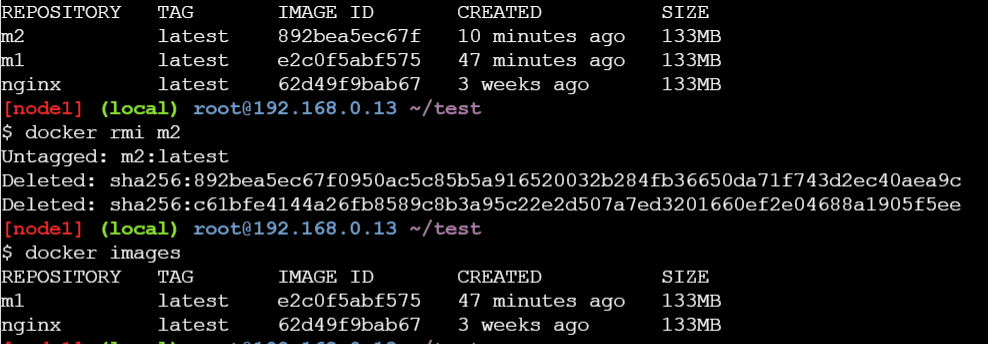 REPOSITORY TAG IMAGE ID CREATED SIZE
m2 latest 892bea5ec67f 10 minutes ago 133MB
m1 latest e2c0f5abf575 47 minutes ago 133MB
nginx latest 62d49f9bab67 3 weeks ago 133MB
[node1] (local) root@192.168.0.13 ~/test
$ docker rmi m2
Untagged: m2:latest
Deleted: sha256:892bea5ec67f0950ac5c85b5a916520032b284fb36650da71f743d2ec40aea9c
Deleted: sha256:c61bfe4144a26fb8589c8b3a95c22e2d507a7ed3201660ef2e04688a1905f5ee
[node1] (local) root@192.168.0.13 ~/test
$ docker images
REPOSITORY TAG IMAGE ID CREATED SIZE
m1 latest e2c0f5abf575 47 minutes ago 133MB
nginx latest 62d49f9bab67 3 weeks ago 133MB